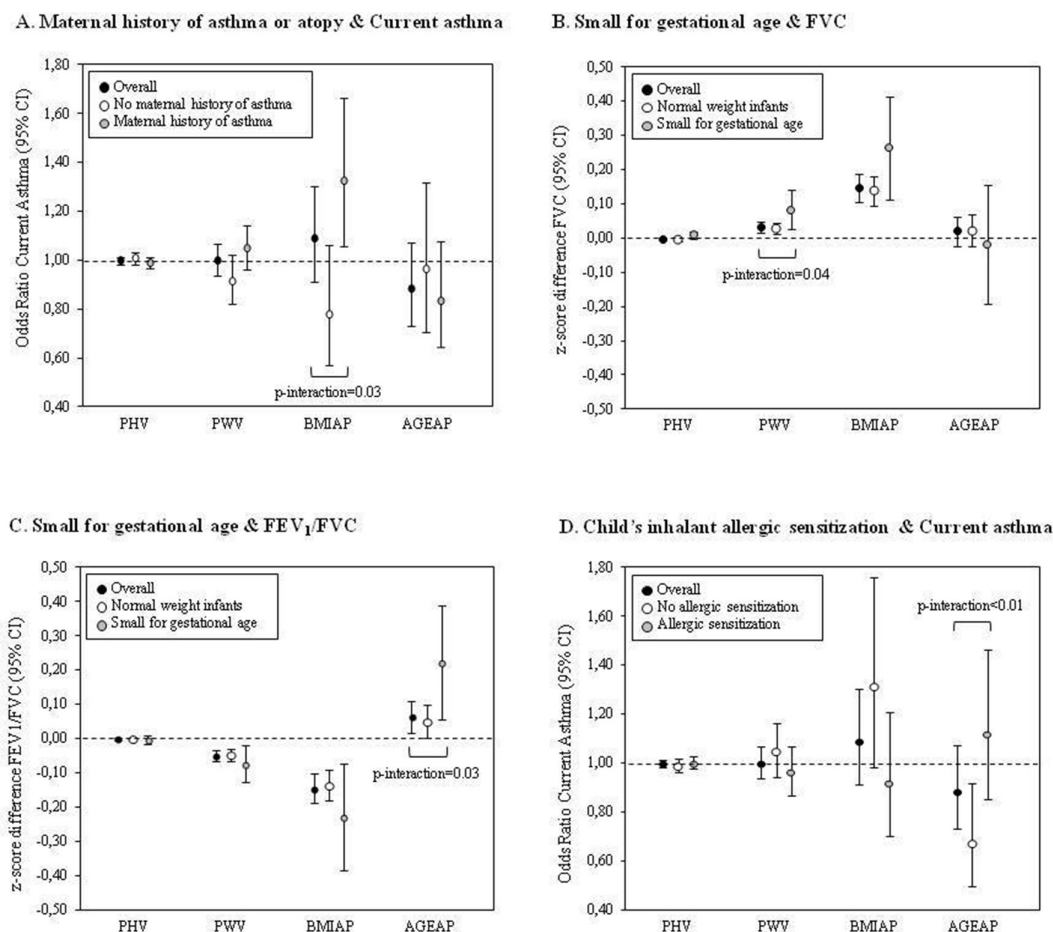 A. Maternal history of asthma or atopy & Current asthma
Odds Ratio Current Asthma (95% CI)
1,80
1,60
1,40
1,20
1,00
0,80
0,60
0,40
Overall
No maternal history of asthma
Maternal history of asthma
p-interaction=0.03
PHV
PWV
BMIAP
AGEAP
B. Small for gestational age & FVC
z-score difference FVC (95% CI)
0,50
0,40
0,30
0,20
0,10
0,00
-0,10
-0,20
-0,30
-0,40
-0,50
Overall
Normal weight infants
Small for gestational age
p-interaction=0.04
PHV
PWV
BMIAP
AGEAP
C. Small for gestational age & FEV1/FVC
z-score difference FEV1/FVC (95% CI)
0,50
0,40
0,30
0,20
0,10
0,00
-0,10
-0,20
-0,30
-0,40
-0,50
Overall
Normal weight infants
Small for gestational age
p-interaction=0.03
PHV
PWV
BMIAP
AGEAP
D. Child's inhalant allergic sensitization & Current asthma
Odds Ratio Current Asthma (95% CI)
1,80
1,60
1,40
1,20
1,00
0,80
0,60
0,40
Overall
No allergic sensitization
Allergic sensitization
p-interaction<0.01
PHV
PWV
BMIAP
AGEAP